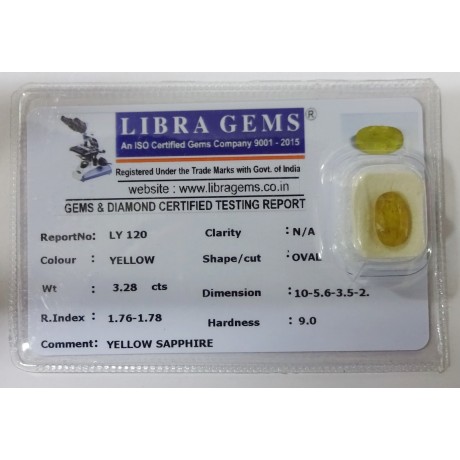 LIBRA GEMS ®
An ISO Certified Gems Company 9001 - 2015
Registered Under the Trade Marks with Govt. of India
website : www.libragems.co.in
GEMS & DIAMOND CERTIFIED TESTING REPORT
ReportNo: LY 120 Clarity : N/A
Colour : YELLOW Shape/cut : OVAL
Wt : 3.28 cts Dimension : 10-5.6-3.5-2.
R.Index : 1.76-1.78 Hardness : 9.0
Comment: YELLOW SAPPHIRE